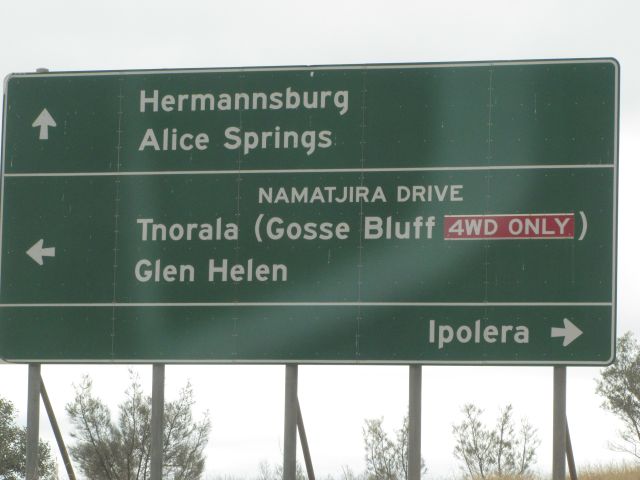 Hermannsburg
Alice Springs
NAMATJIRA DRIVE
Tnorala (Gosse Bluff 4WD ONLY)
Glen Helen
Ipolera